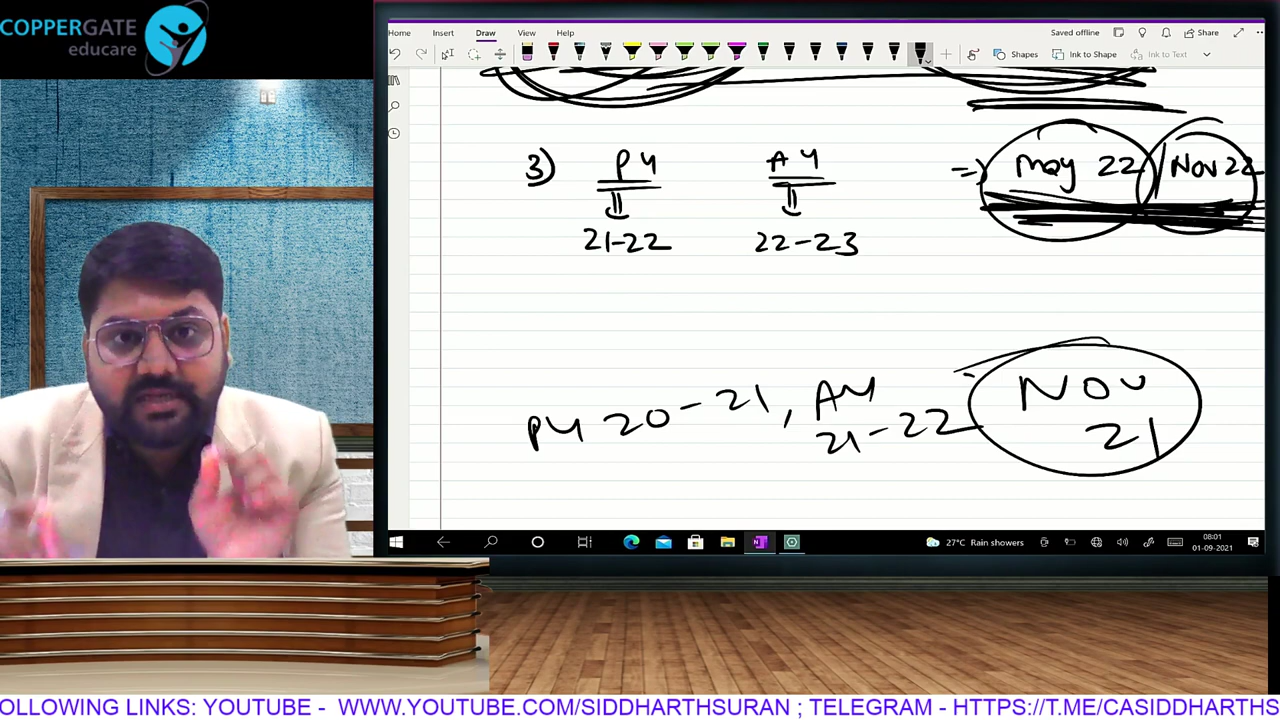 COPPERGATE
educare
Home Insert Draw View Help
Saved offline
Share
Shapes
Ink to Shape
Ink to Text
3) PY AY => May 22 Nov 22
21-22 22-23
PY 20-21, AY 21-22 Nov 21
27°C Rain showers
08:01
01-09-2021
OLLOWING LINKS: YOUTUBE - WWW.YOUTUBE.COM/SIDDHARTHSURAN ; TELEGRAM - HTTPS://T.ME/CASIDDHARTHS